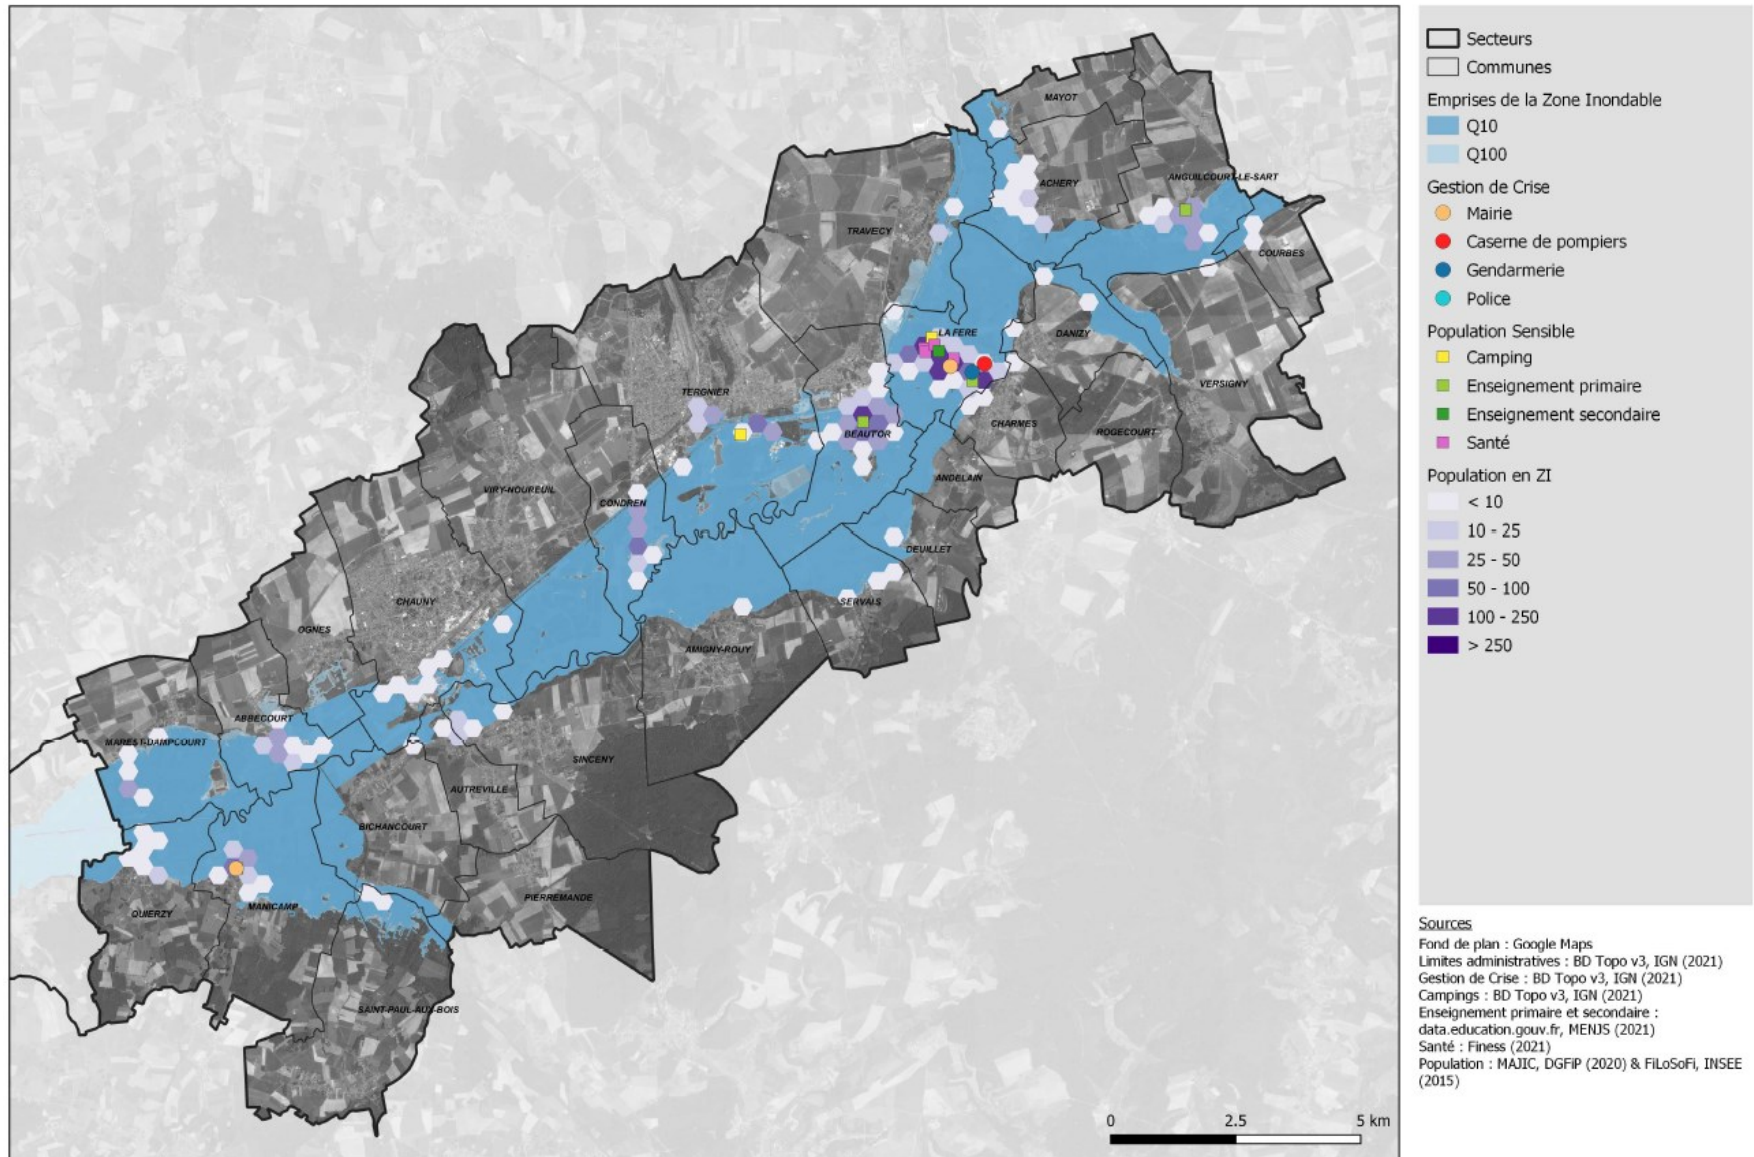 MAYOT
ACHERY
ANGUILCOURT-LE-SART
TRAVECY
COURBES
LA FERE
DANIZY
VERSIGNY
TERGNIER
BEAUTOR
CHARMES
ROGECOURT
ANDELAIN
VIRY-NOUREUIL
CONDREN
DEUILLET
CHAUNY
SERVAIS
OGNES
AMIGNY-ROUY
ABBECOURT
MAREST-DAMPCOURT
SINCENY
AUTREVILLE
BICHANCOURT
PIERREMANDE
QUIERZY
MANICAMP
SAINT-PAUL-AUX-BOIS
0 2.5 5 km
Secteurs
Communes
Emprises de la Zone Inondable
Q10
Q100
Gestion de Crise
Mairie
Caserne de pompiers
Gendarmerie
Police
Population Sensible
Camping
Enseignement primaire
Enseignement secondaire
Santé
Population en ZI
< 10
10 - 25
25 - 50
50 - 100
100 - 250
> 250
Sources
Fond de plan : Google Maps
Limites administratives : BD Topo v3, IGN (2021)
Gestion de Crise : BD Topo v3, IGN (2021)
Campings : BD Topo v3, IGN (2021)
Enseignement primaire et secondaire :
data.education.gouv.fr, MENJS (2021)
Santé : Finess (2021)
Population : MAJIC, DGFiP (2020) & FiLoSoFi, INSEE
(2015)